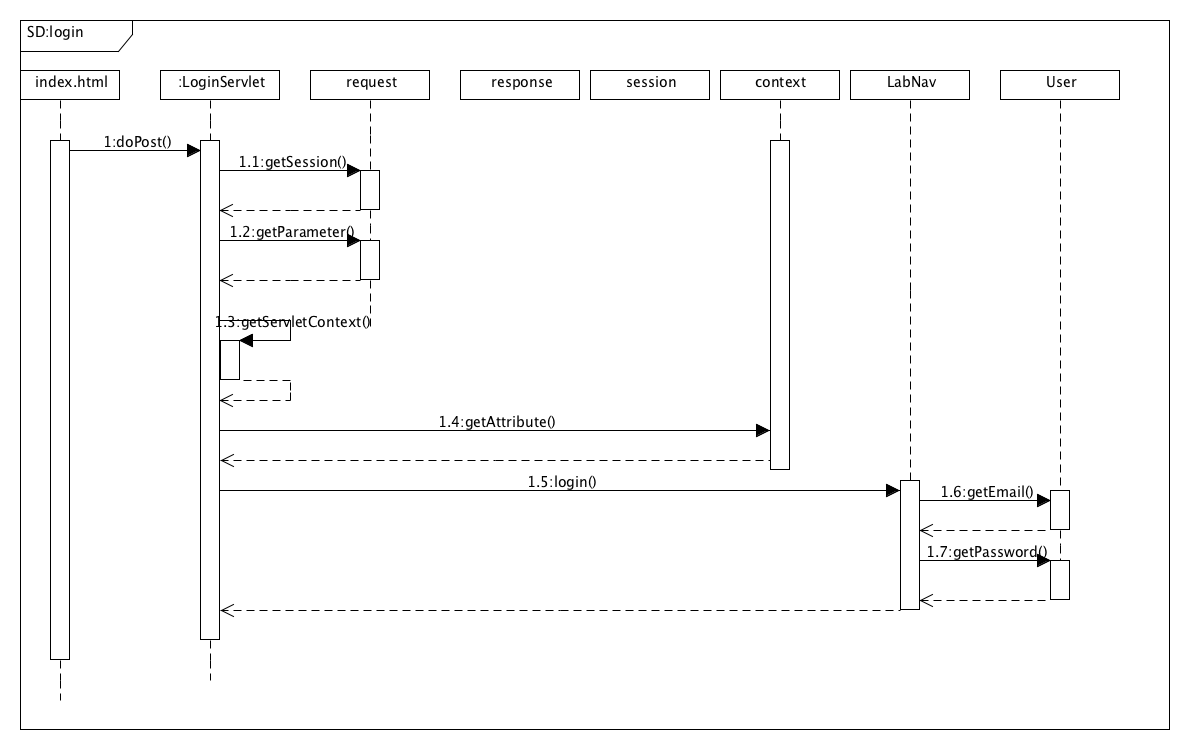 SD:login
index.html
:LoginServlet
request
response
session
context
LabNav
User
1:doPost()
1.1:getSession()
1.2:getParameter()
1.3:getServletContext()
1.4:getAttribute()
1.5:login()
1.6:getEmail()
1.7:getPassword()